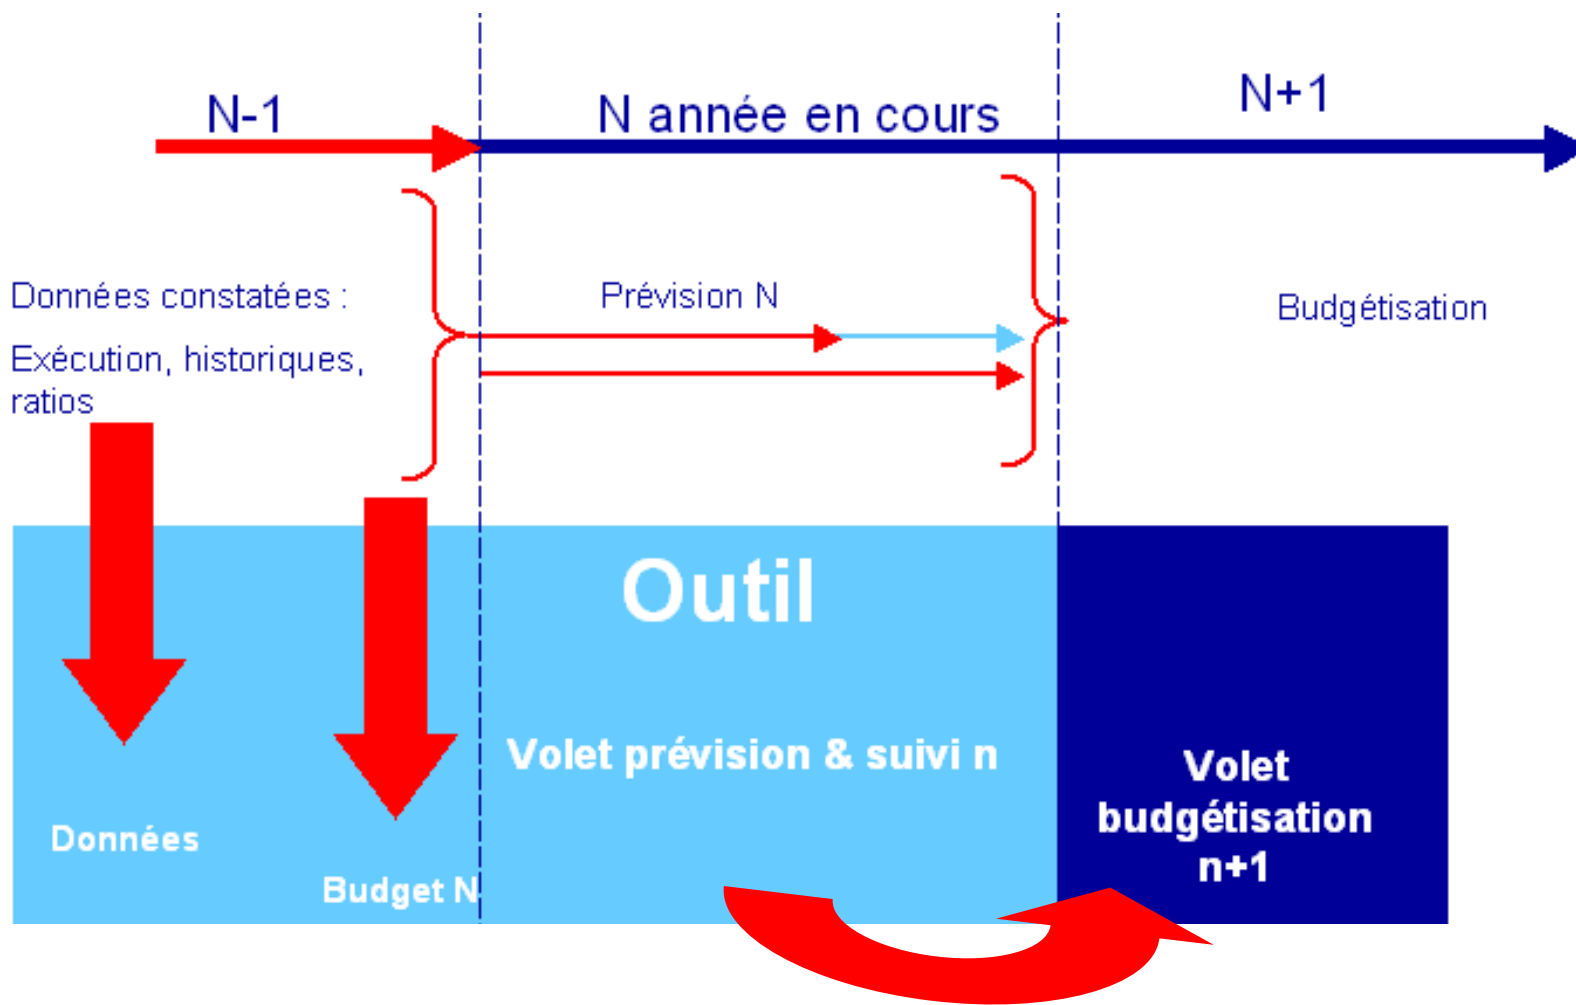 N-1
N année en cours
N+1
Données constatées :
Exécution, historiques,
ratios
Prévision N
Budgétisation
Outil
Volet prévision & suivi n
Volet
budgétisation
n+1
Données
Budget N